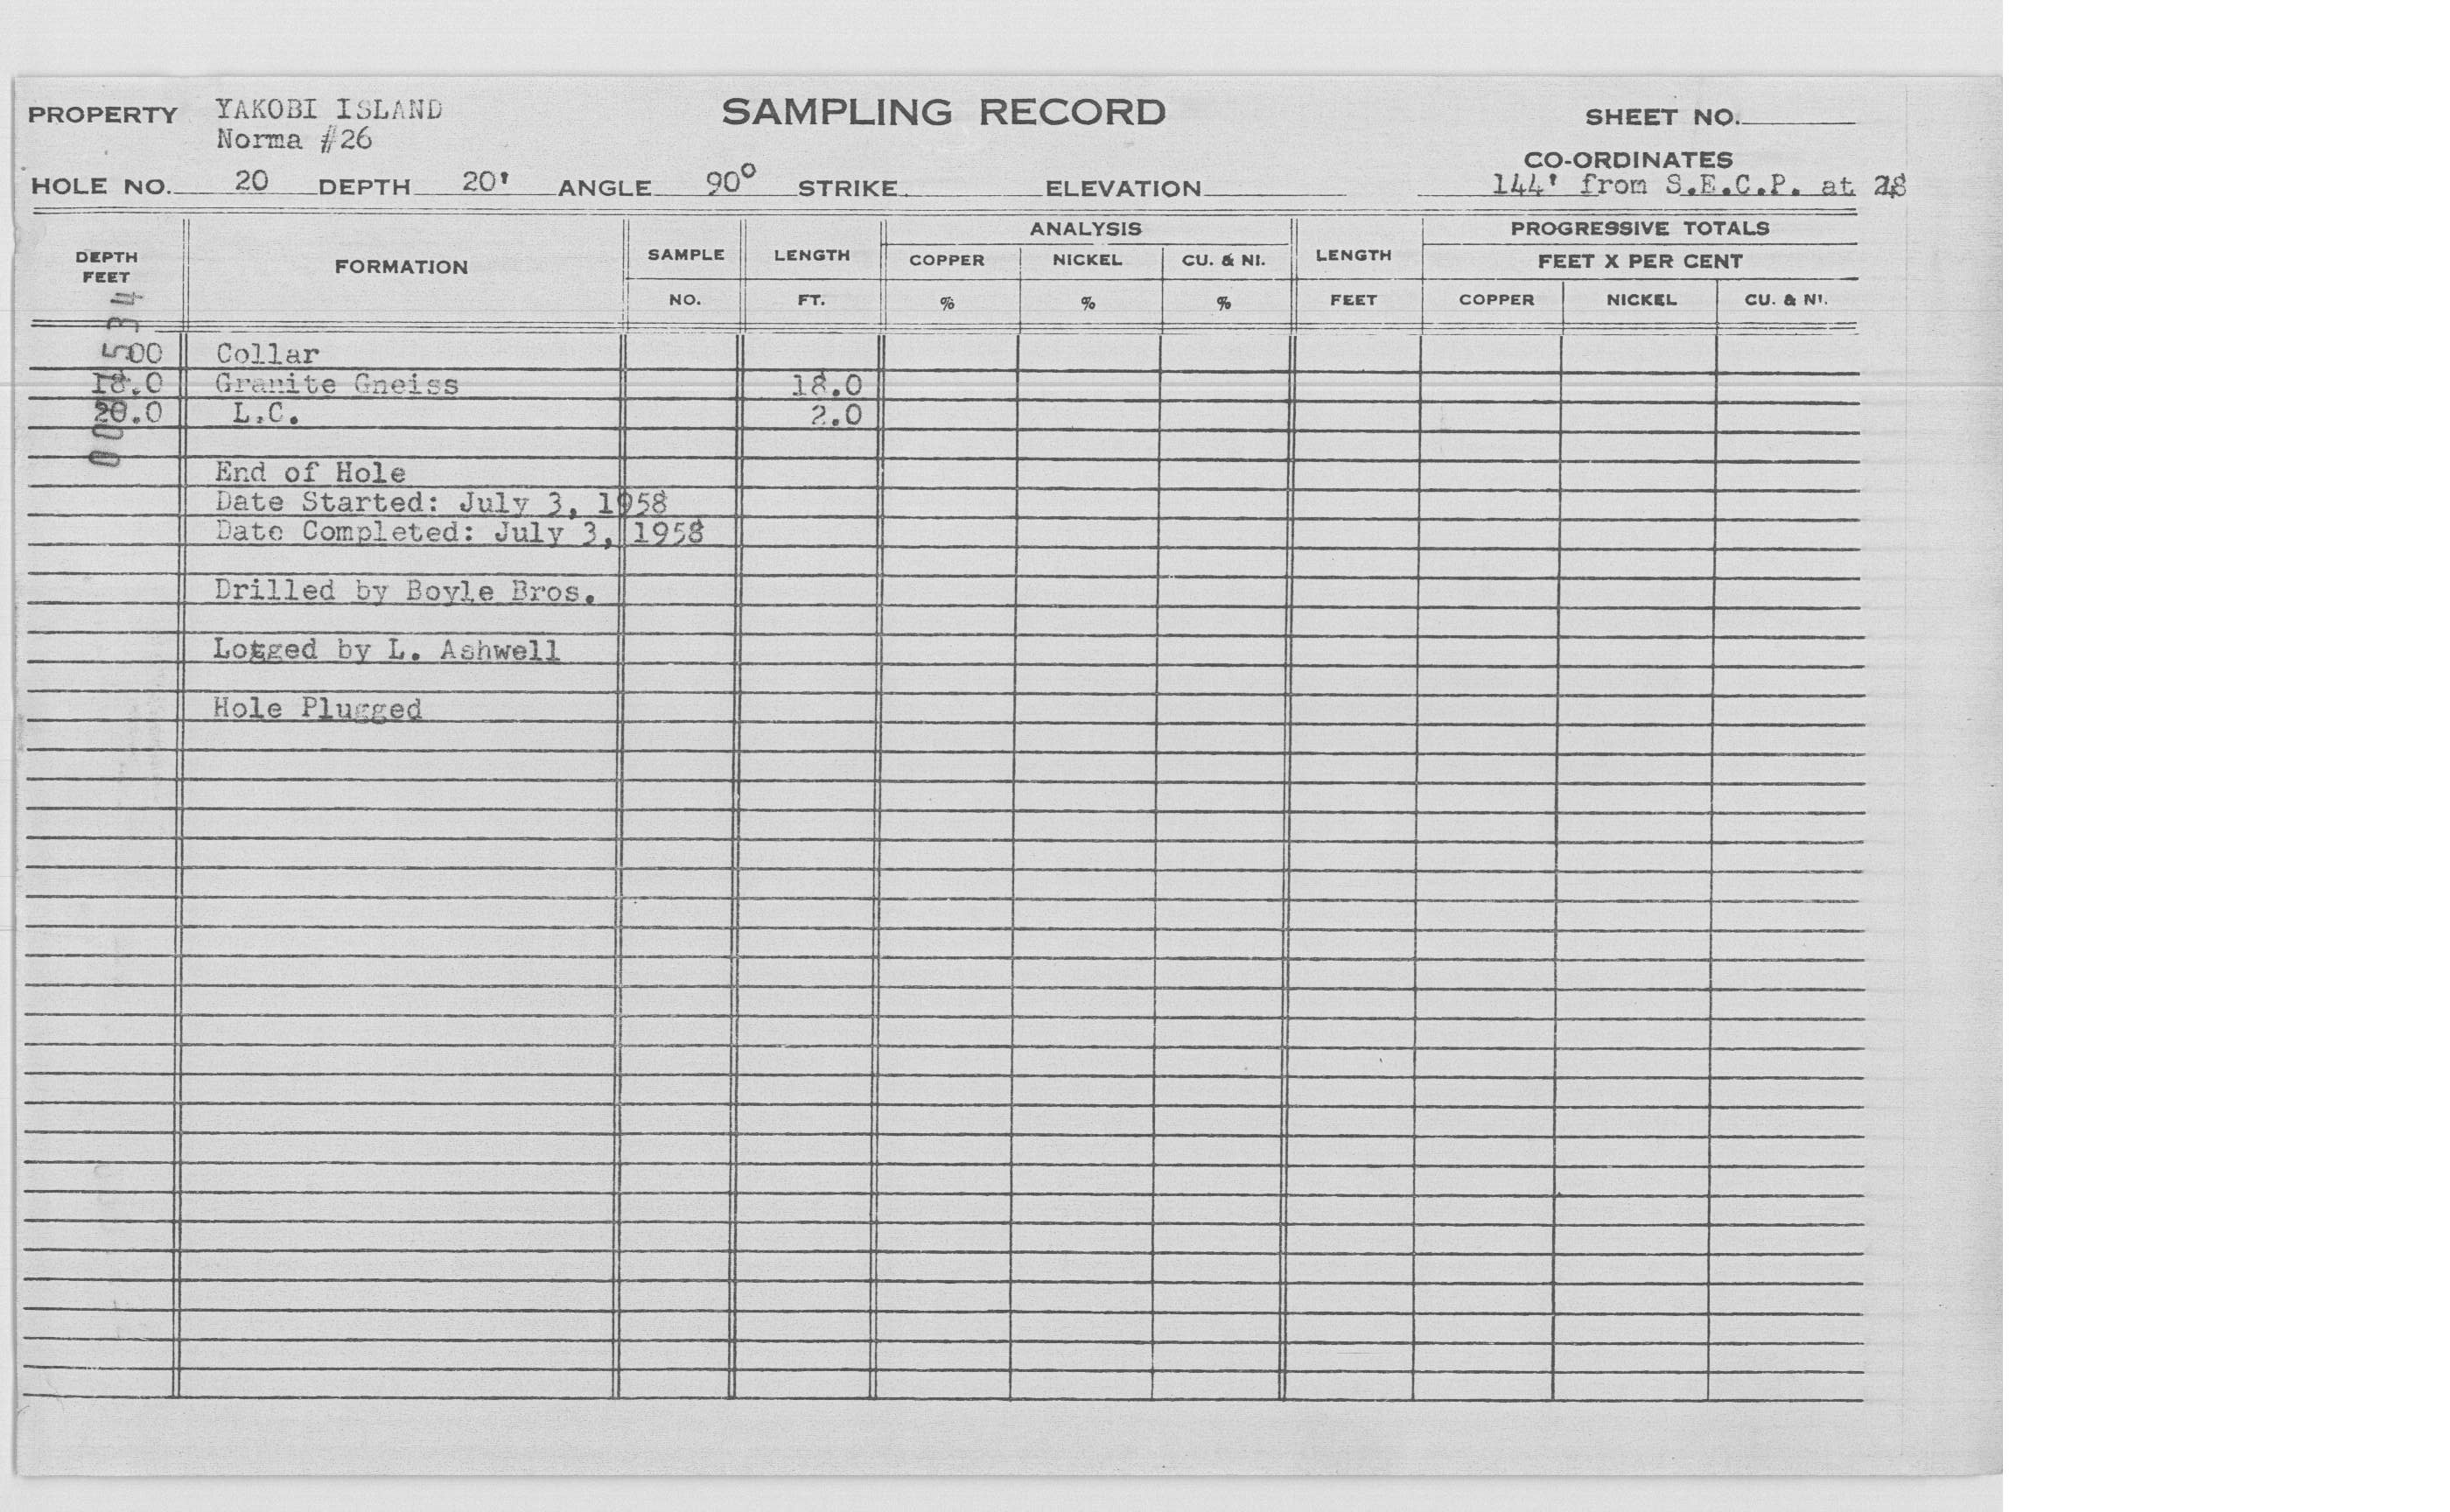 SAMPLING RECORD
PROPERTY YAKOBI ISLAND
Norma #26
SHEET NO.
CO-ORDINATES
HOLE NO. 20 DEPTH 20' ANGLE 90° STRIKE ELEVATION 144' from S.E.C.P. at
DEPTH FEET FORMATION SAMPLE NO. LENGTH FT. ANALYSIS COPPER % NICKEL % CU. & NI. % LENGTH FEET PROGRESSIVE TOTALS FEET X PER CENT COPPER NICKEL CU. & NI.
00 Collar
18.0 Granite Gneiss 18.0
20.0 L.C. 2.0
End of Hole
Date Started: July 3, 1958
Date Completed: July 3, 1958
Drilled by Boyle Bros.
Logged by L. Ashwell
Hole Plugged